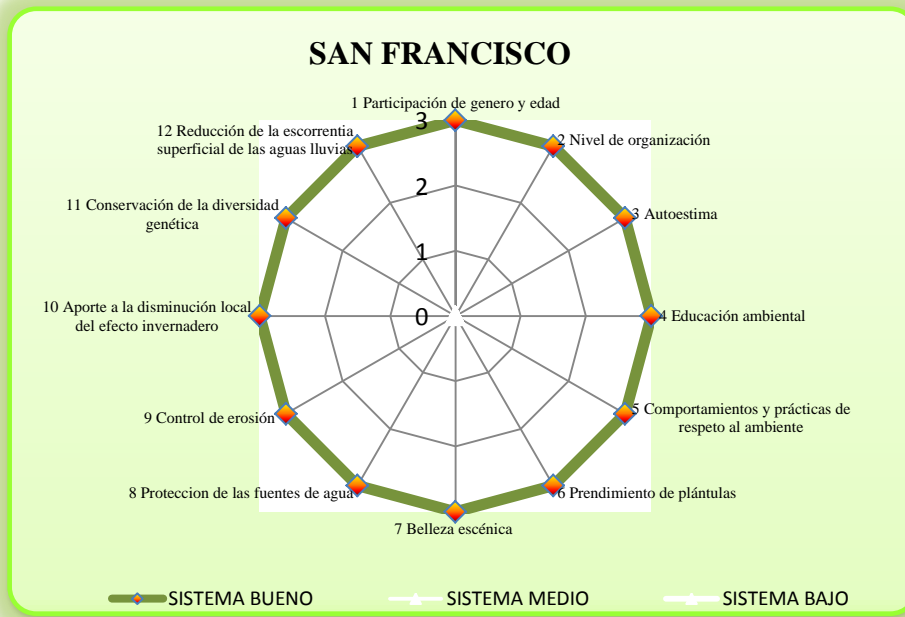 SAN FRANCISCO
1 Participación de genero y edad
3
2
1
0
2 Nivel de organización
3 Autoestima
4 Educación ambiental
5 Comportamientos y prácticas de
respeto al ambiente
6 Prendimiento de plántulas
7 Belleza escénica
8 Proteccion de las fuentes de agua
9 Control de erosión
10 Aporte a la disminución local
del efecto invernadero
11 Conservación de la diversidad
genética
12 Reducción de la escorrentia
superficial de las aguas lluvias
SISTEMA BUENO
SISTEMA MEDIO
SISTEMA BAJO